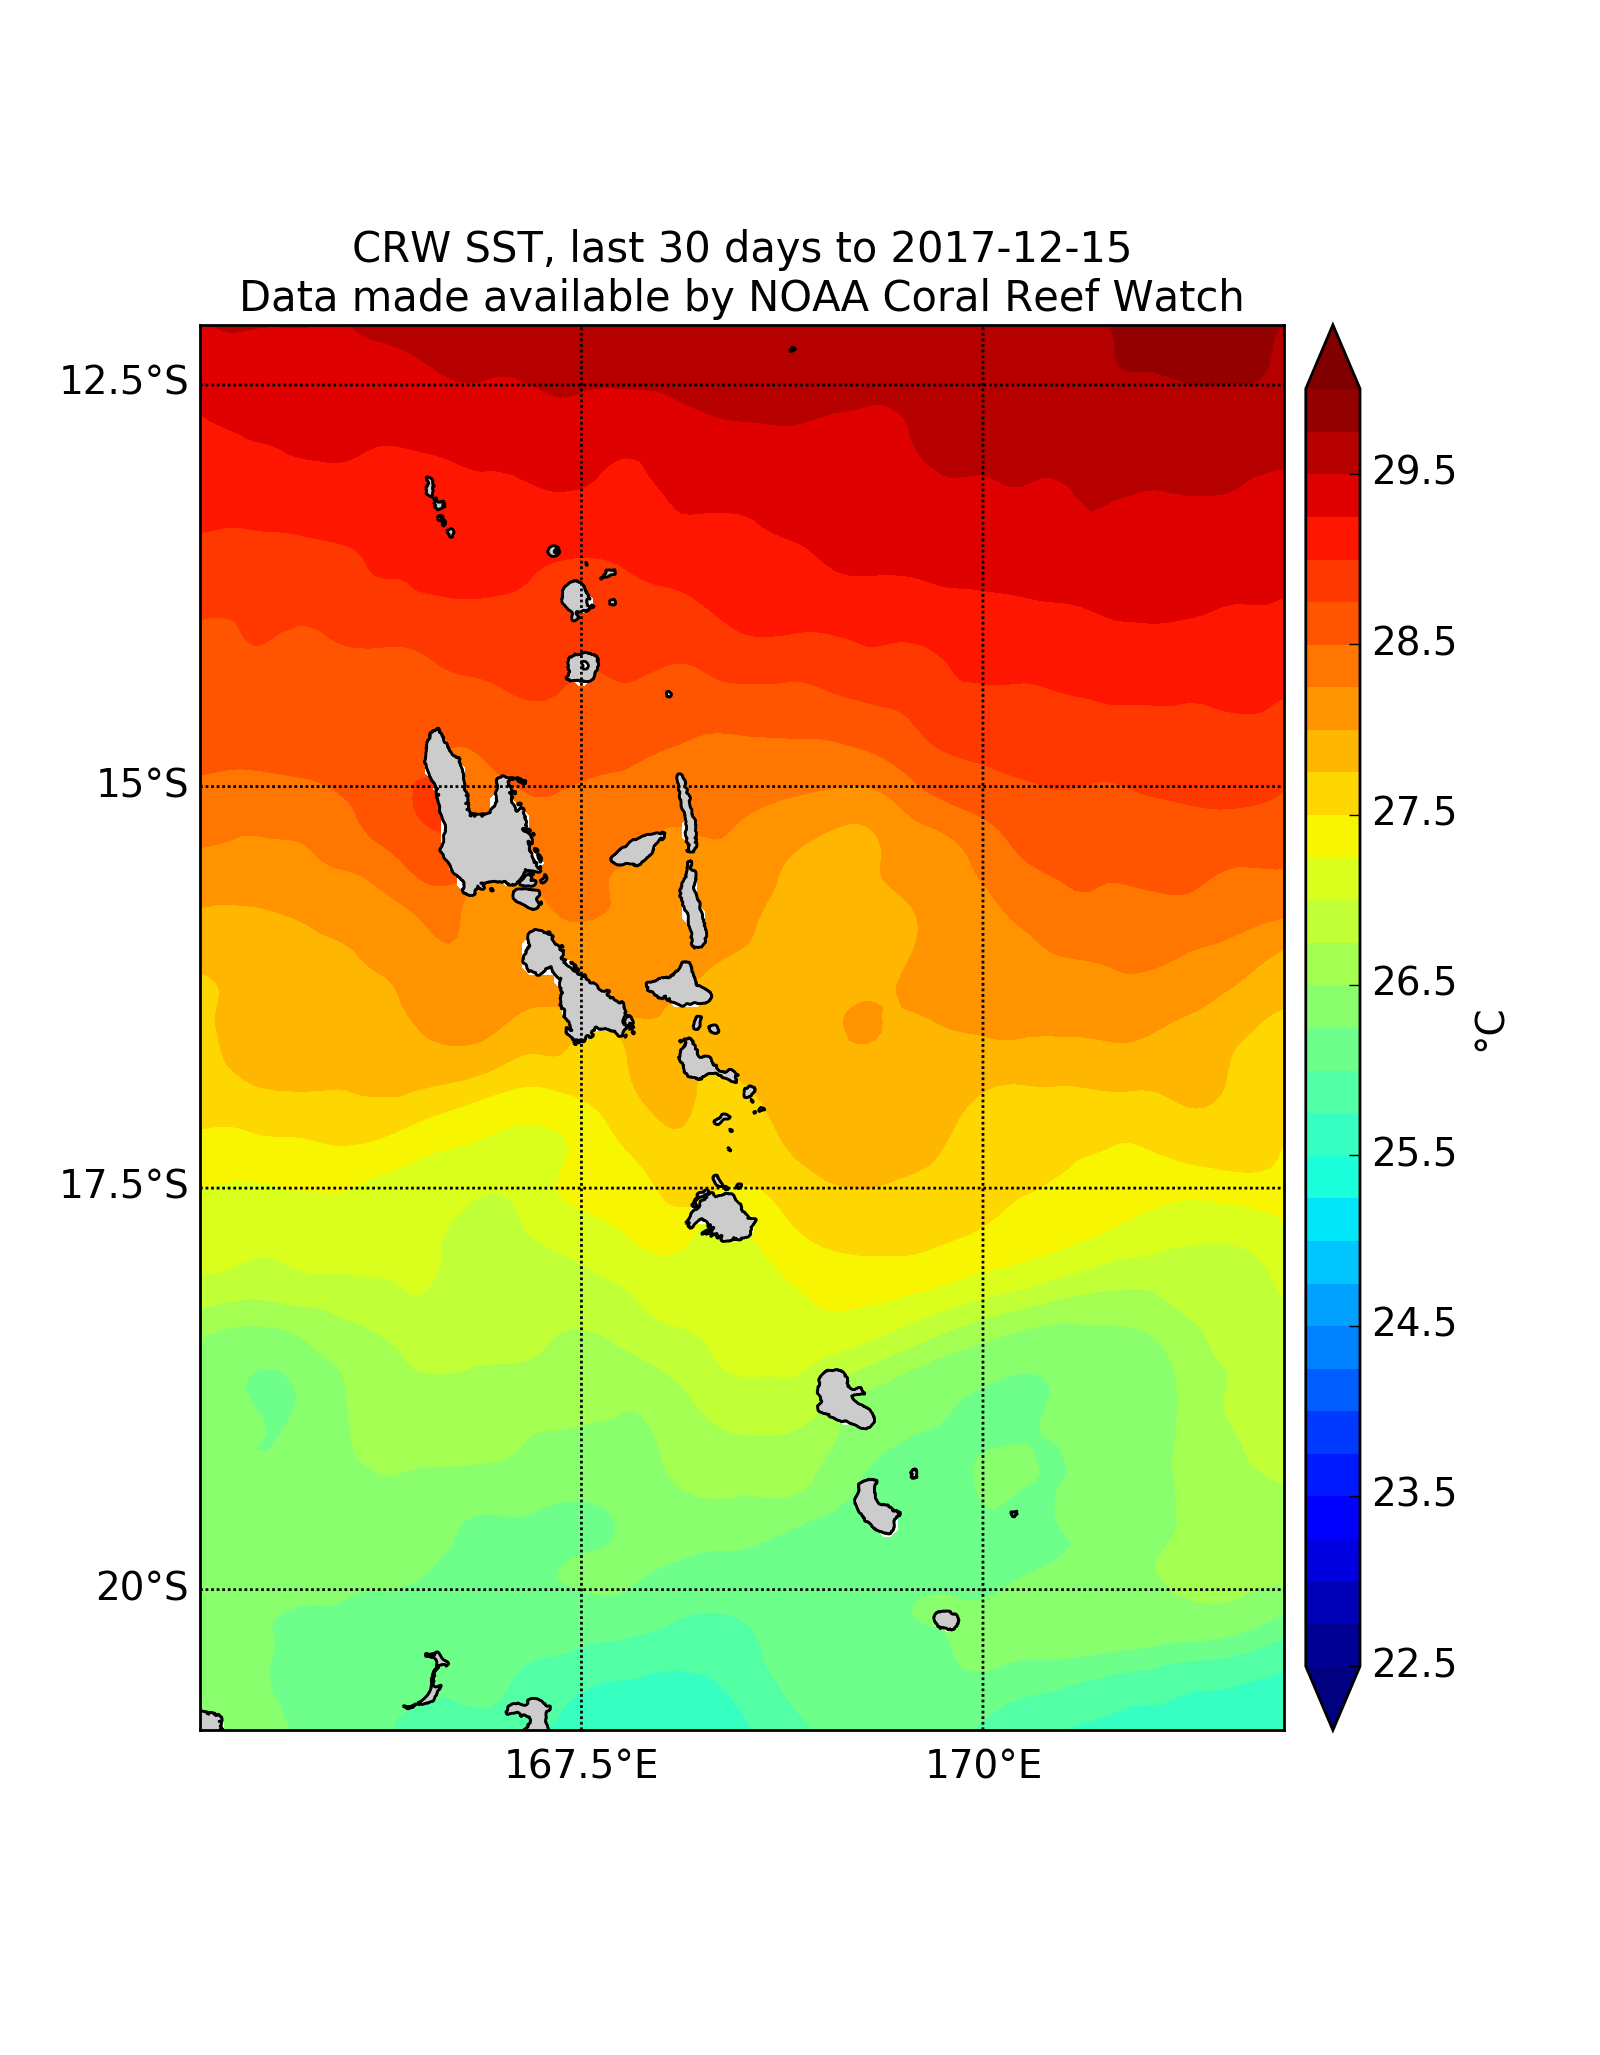 CRW SST, last 30 days to 2017-12-15
Data made available by NOAA Coral Reef Watch
12.5°S
15°S
17.5°S
20°S
167.5°E
170°E
29.5
28.5
27.5
26.5
25.5
24.5
23.5
22.5
°C